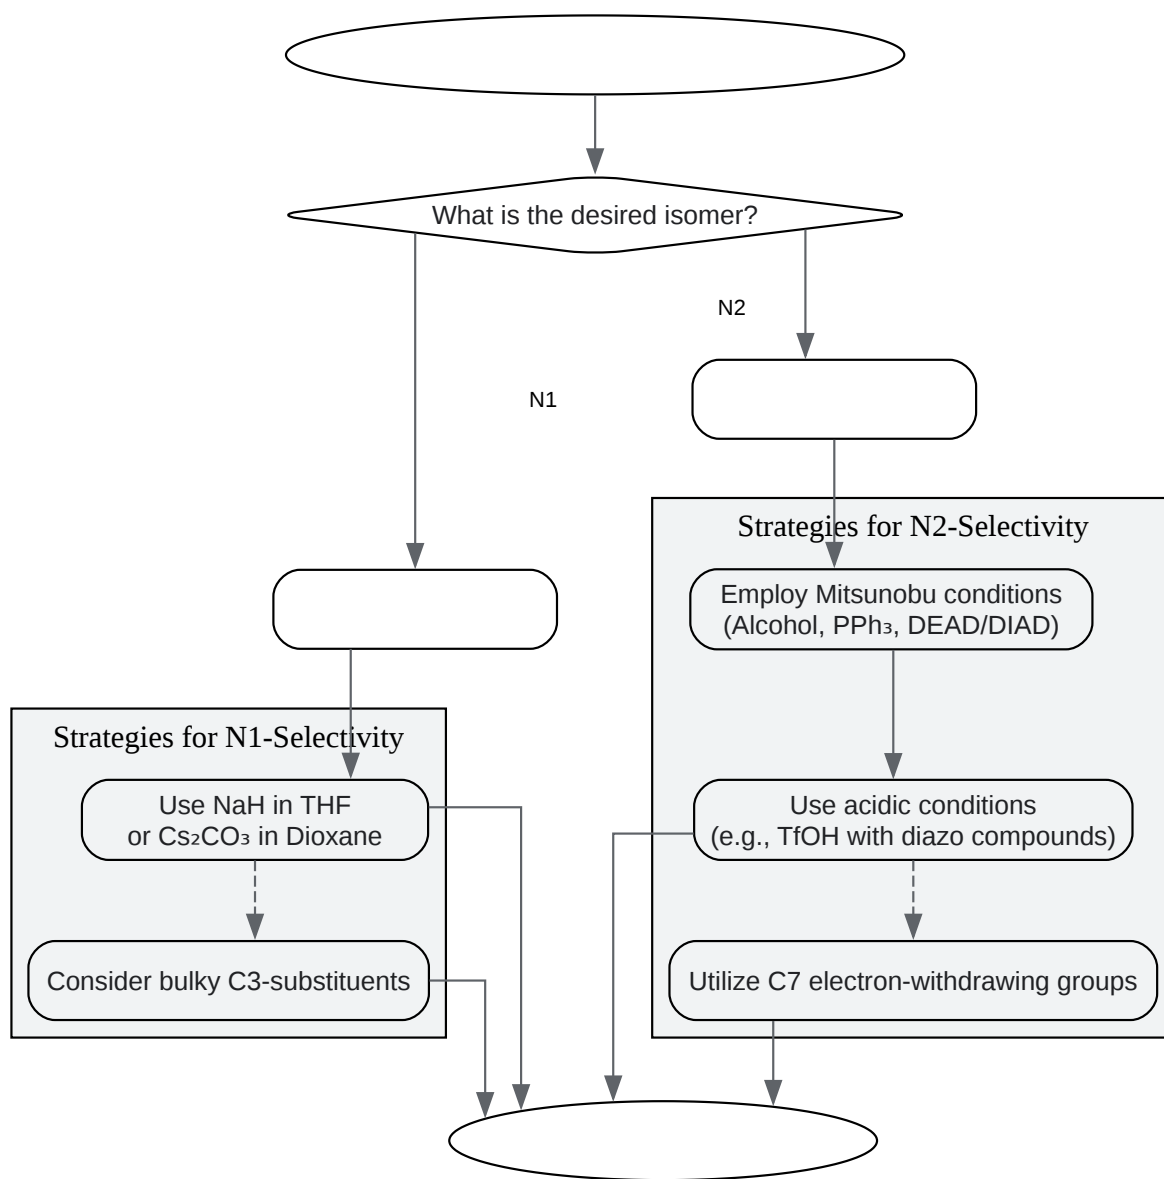 What is the desired isomer?
N2
N1
Strategies for N2-Selectivity
Employ Mitsunobu conditions
(Alcohol, PPh₃, DEAD/DIAD)
Strategies for N1-Selectivity
Use NaH in THF
or Cs₂CO₃ in Dioxane
Use acidic conditions
(e.g., TfOH with diazo compounds)
Consider bulky C3-substituents
Utilize C7 electron-withdrawing groups